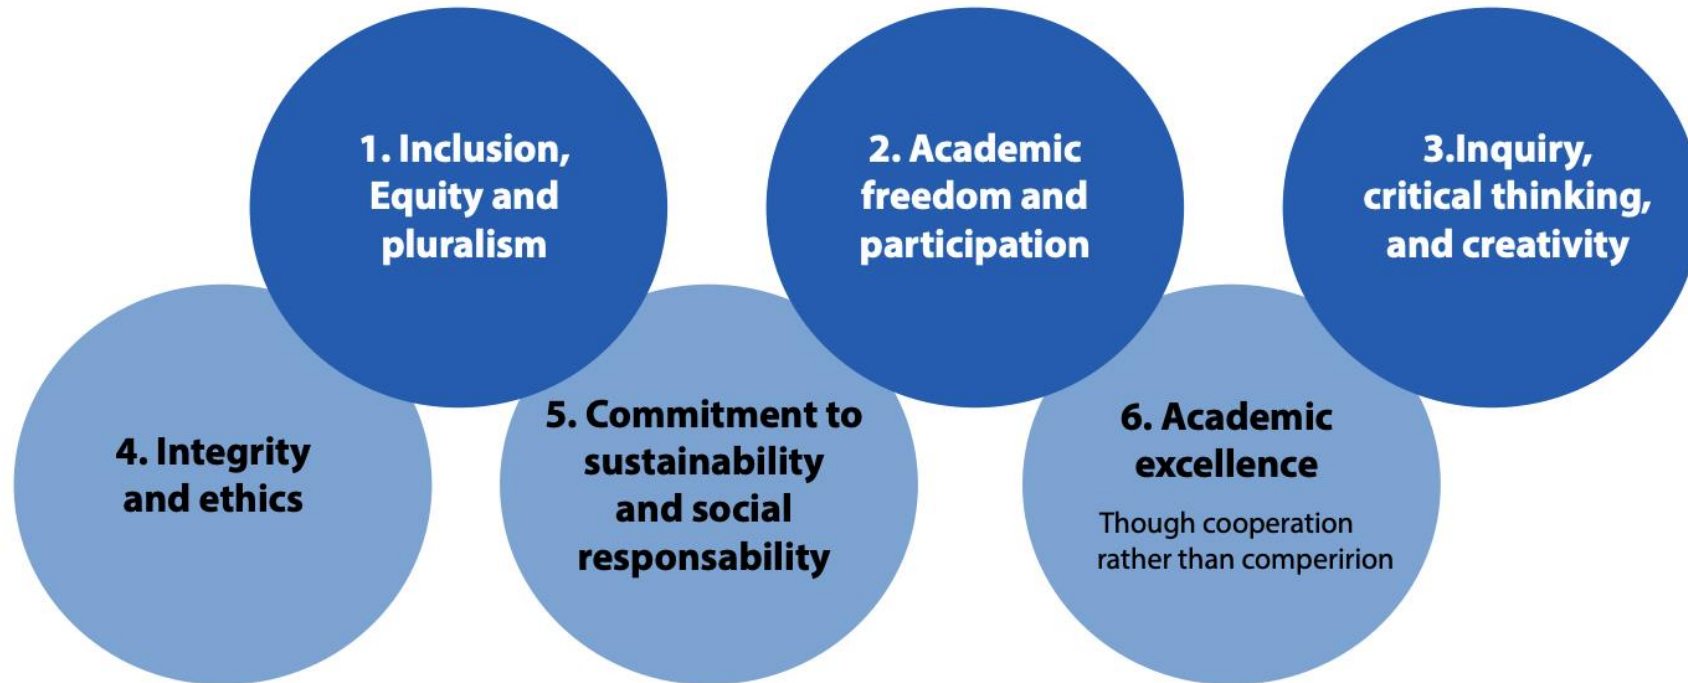 1. Inclusion,
Equity and
pluralism
2. Academic
freedom and
participation
3.Inquiry,
critical thinking,
and creativity
4. Integrity
and ethics
5. Commitment to
sustainability
and social
responsability
6. Academic
excellence
Though cooperation
rather than comperirion